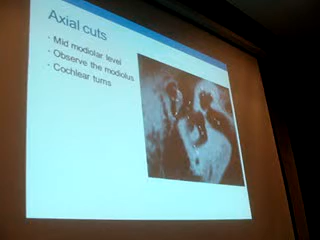 Axial cuts
• Mid modiolar level
• Observe the modiolus
• Cochlear turns